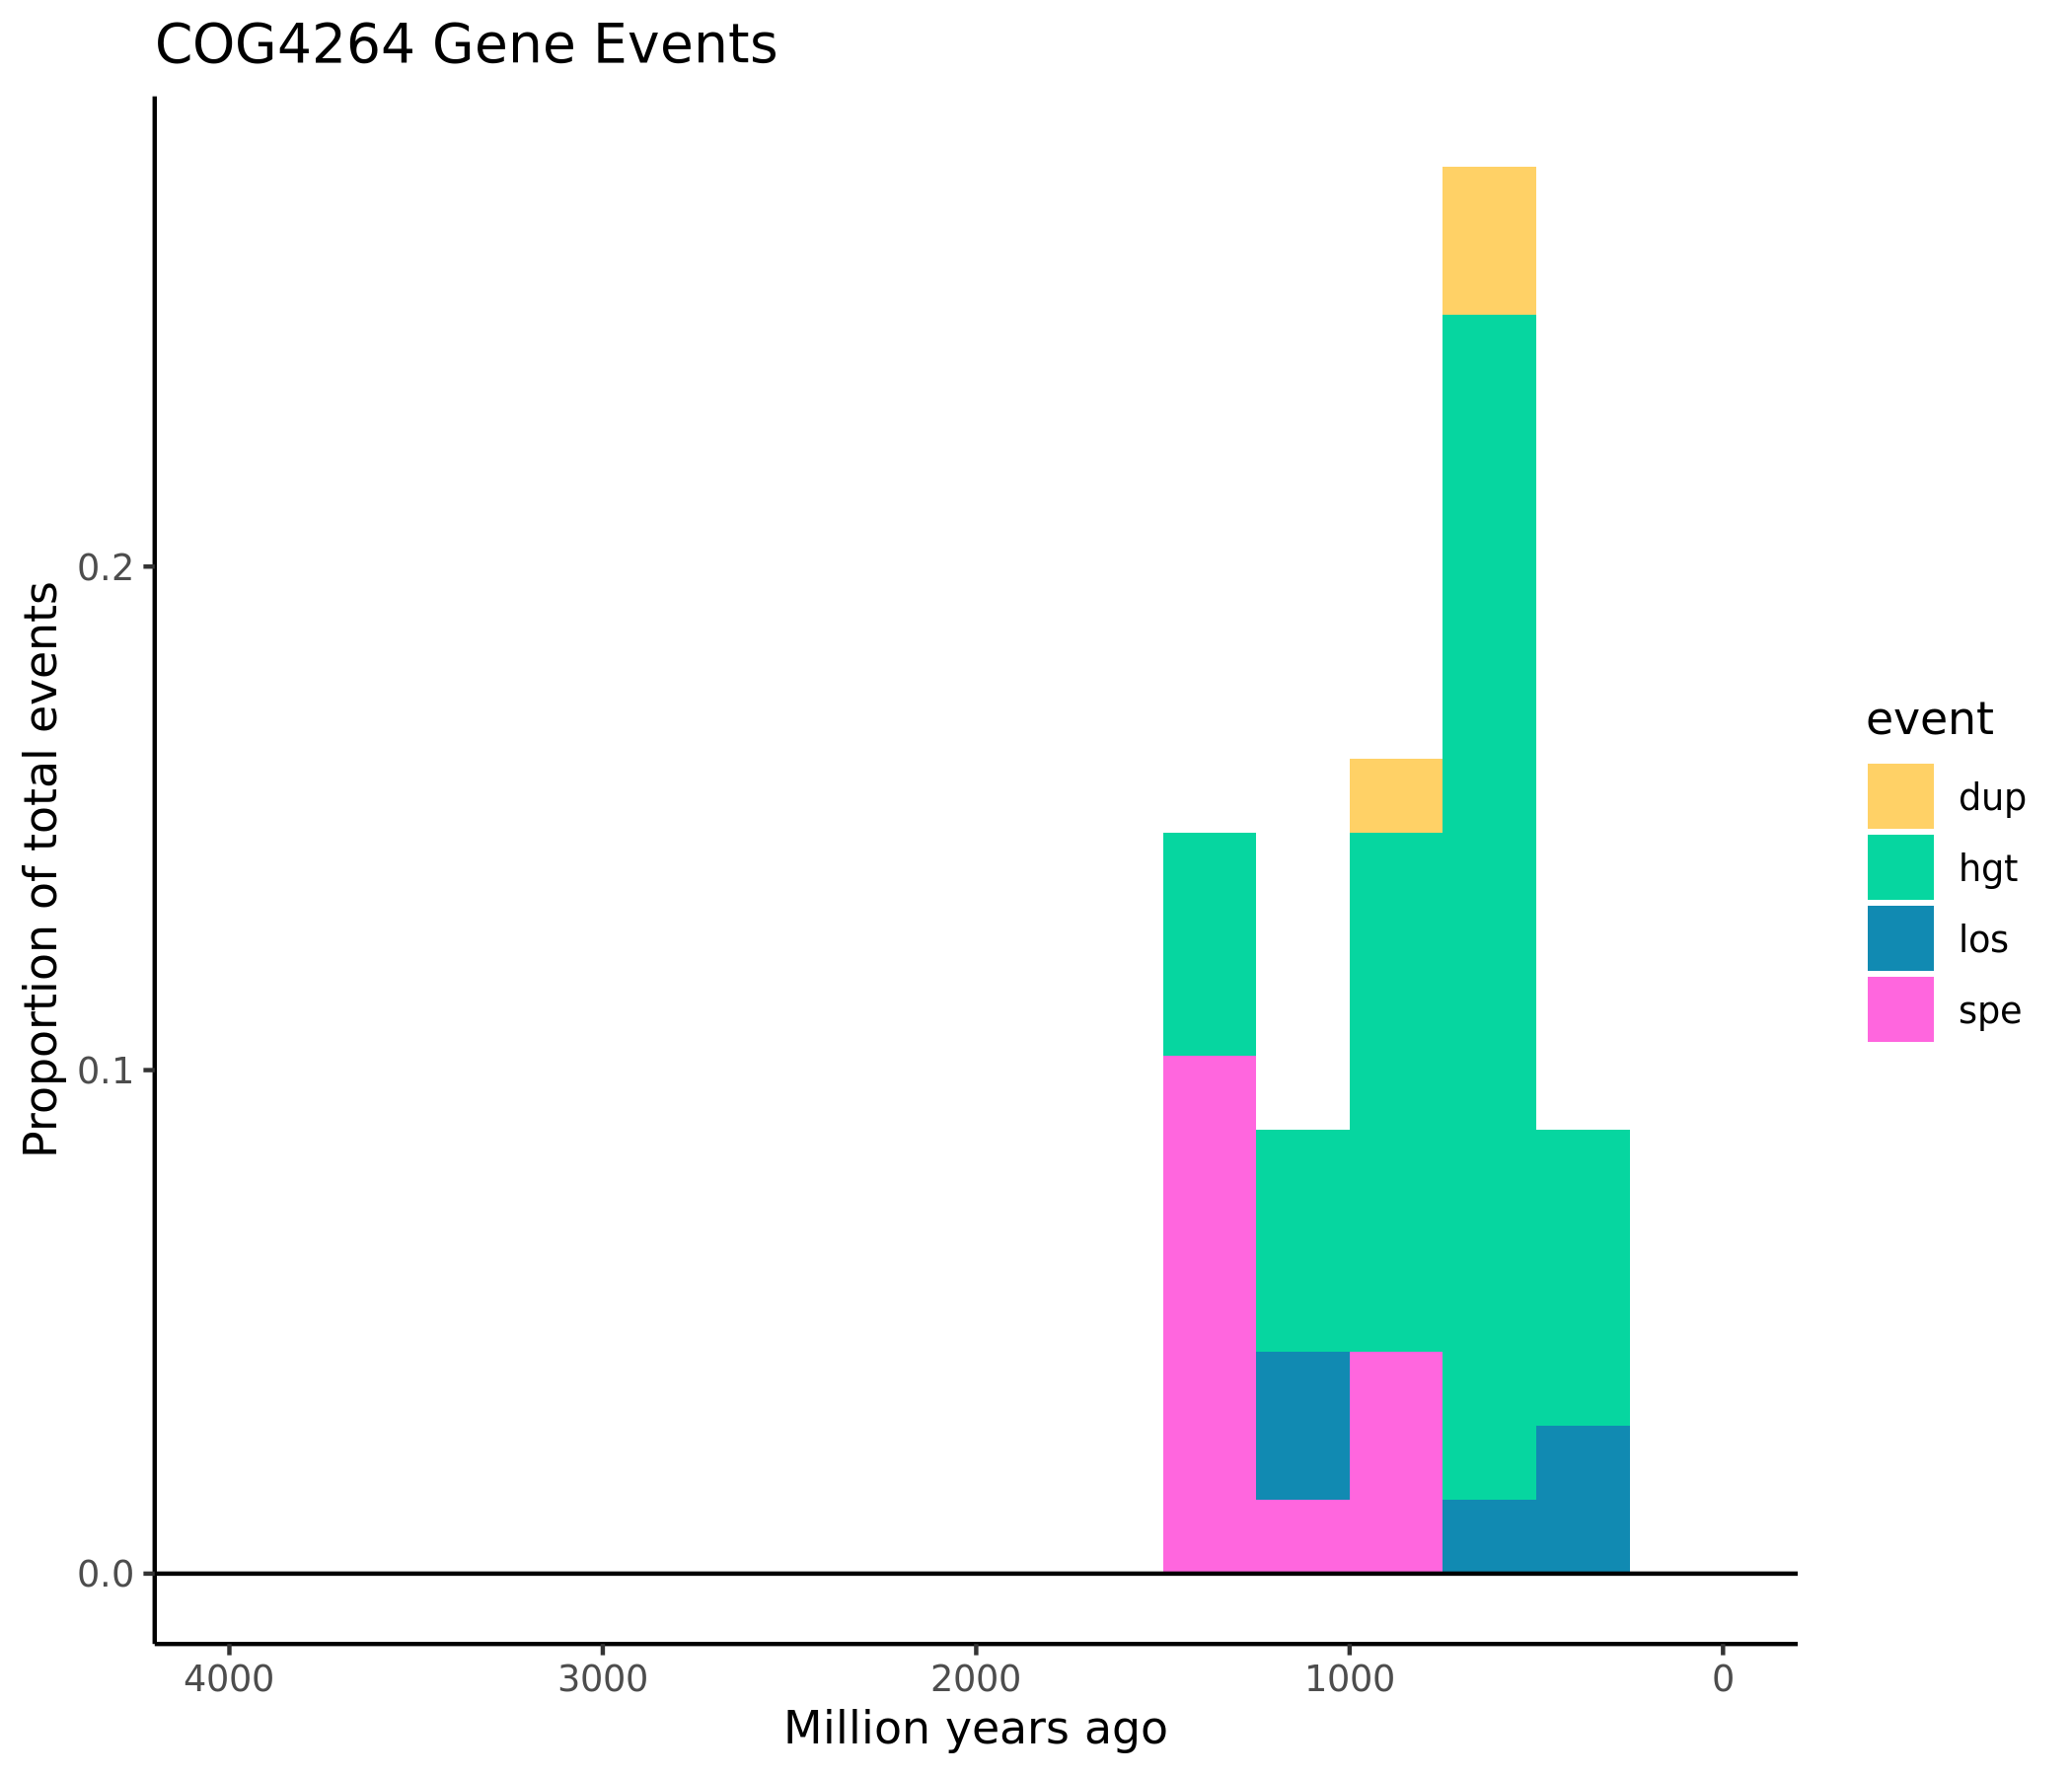 COG4264 Gene Events
Proportion of total events
0.2
0.1
0.0
4000 3000 2000 1000 0
Million years ago
event
dup
hgt
los
spe